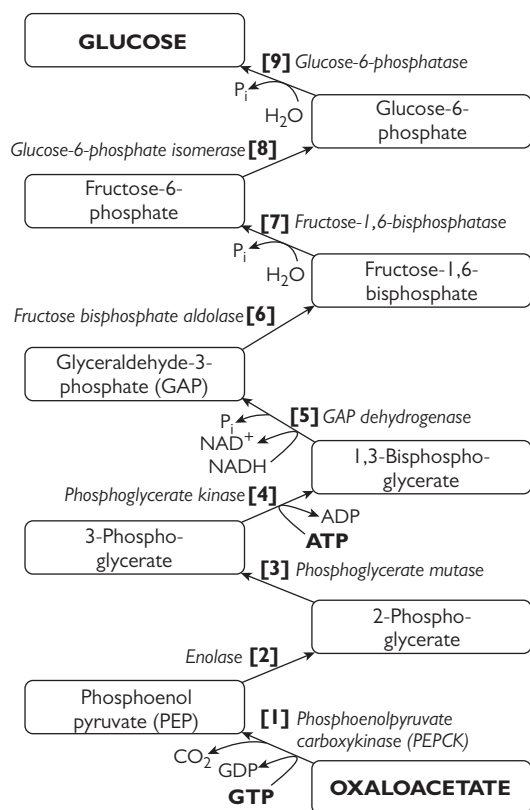 GLUCOSE
[9] Glucose-6-phosphatase
Pi
H2O
Glucose-6-
phosphate
Glucose-6-phosphate isomerase [8]
Fructose-6-
phosphate
[7] Fructose-1,6-bisphosphatase
Pi
H2O
Fructose-1,6-
bisphosphate
Fructose bisphosphate aldolase [6]
Glyceraldehyde-3-
phosphate (GAP)
[5] GAP dehydrogenase
Pi
NAD+
NADH
1,3-Bisphospho-
glycerate
Phosphoglycerate kinase [4]
ADP
ATP
3-Phospho-
glycerate
[3] Phosphoglycerate mutase
2-Phospho-
glycerate
Enolase [2]
Phosphoenol
pyruvate (PEP)
[1] Phosphoenolpyruvate
carboxykinase (PEPCK)
CO2
GDP
GTP
OXALOACETATE